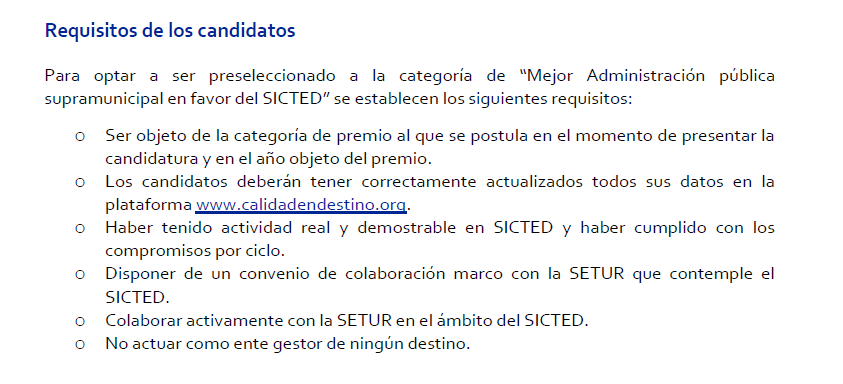 Requisitos de los candidatos
Para optar a ser preseleccionado a la categoría de “Mejor Administración pública
supramunicipal en favor del SICTED” se establecen los siguientes requisitos:
o Ser objeto de la categoría de premio al que se postula en el momento de presentar la
candidatura y en el año objeto del premio.
o Los candidatos deberán tener correctamente actualizados todos sus datos en la
plataforma www.calidadendestino.org.
o Haber tenido actividad real y demostrable en SICTED y haber cumplido con los
compromisos por ciclo.
o Disponer de un convenio de colaboración marco con la SETUR que contemple el
SICTED.
o Colaborar activamente con la SETUR en el ámbito del SICTED.
o No actuar como ente gestor de ningún destino.